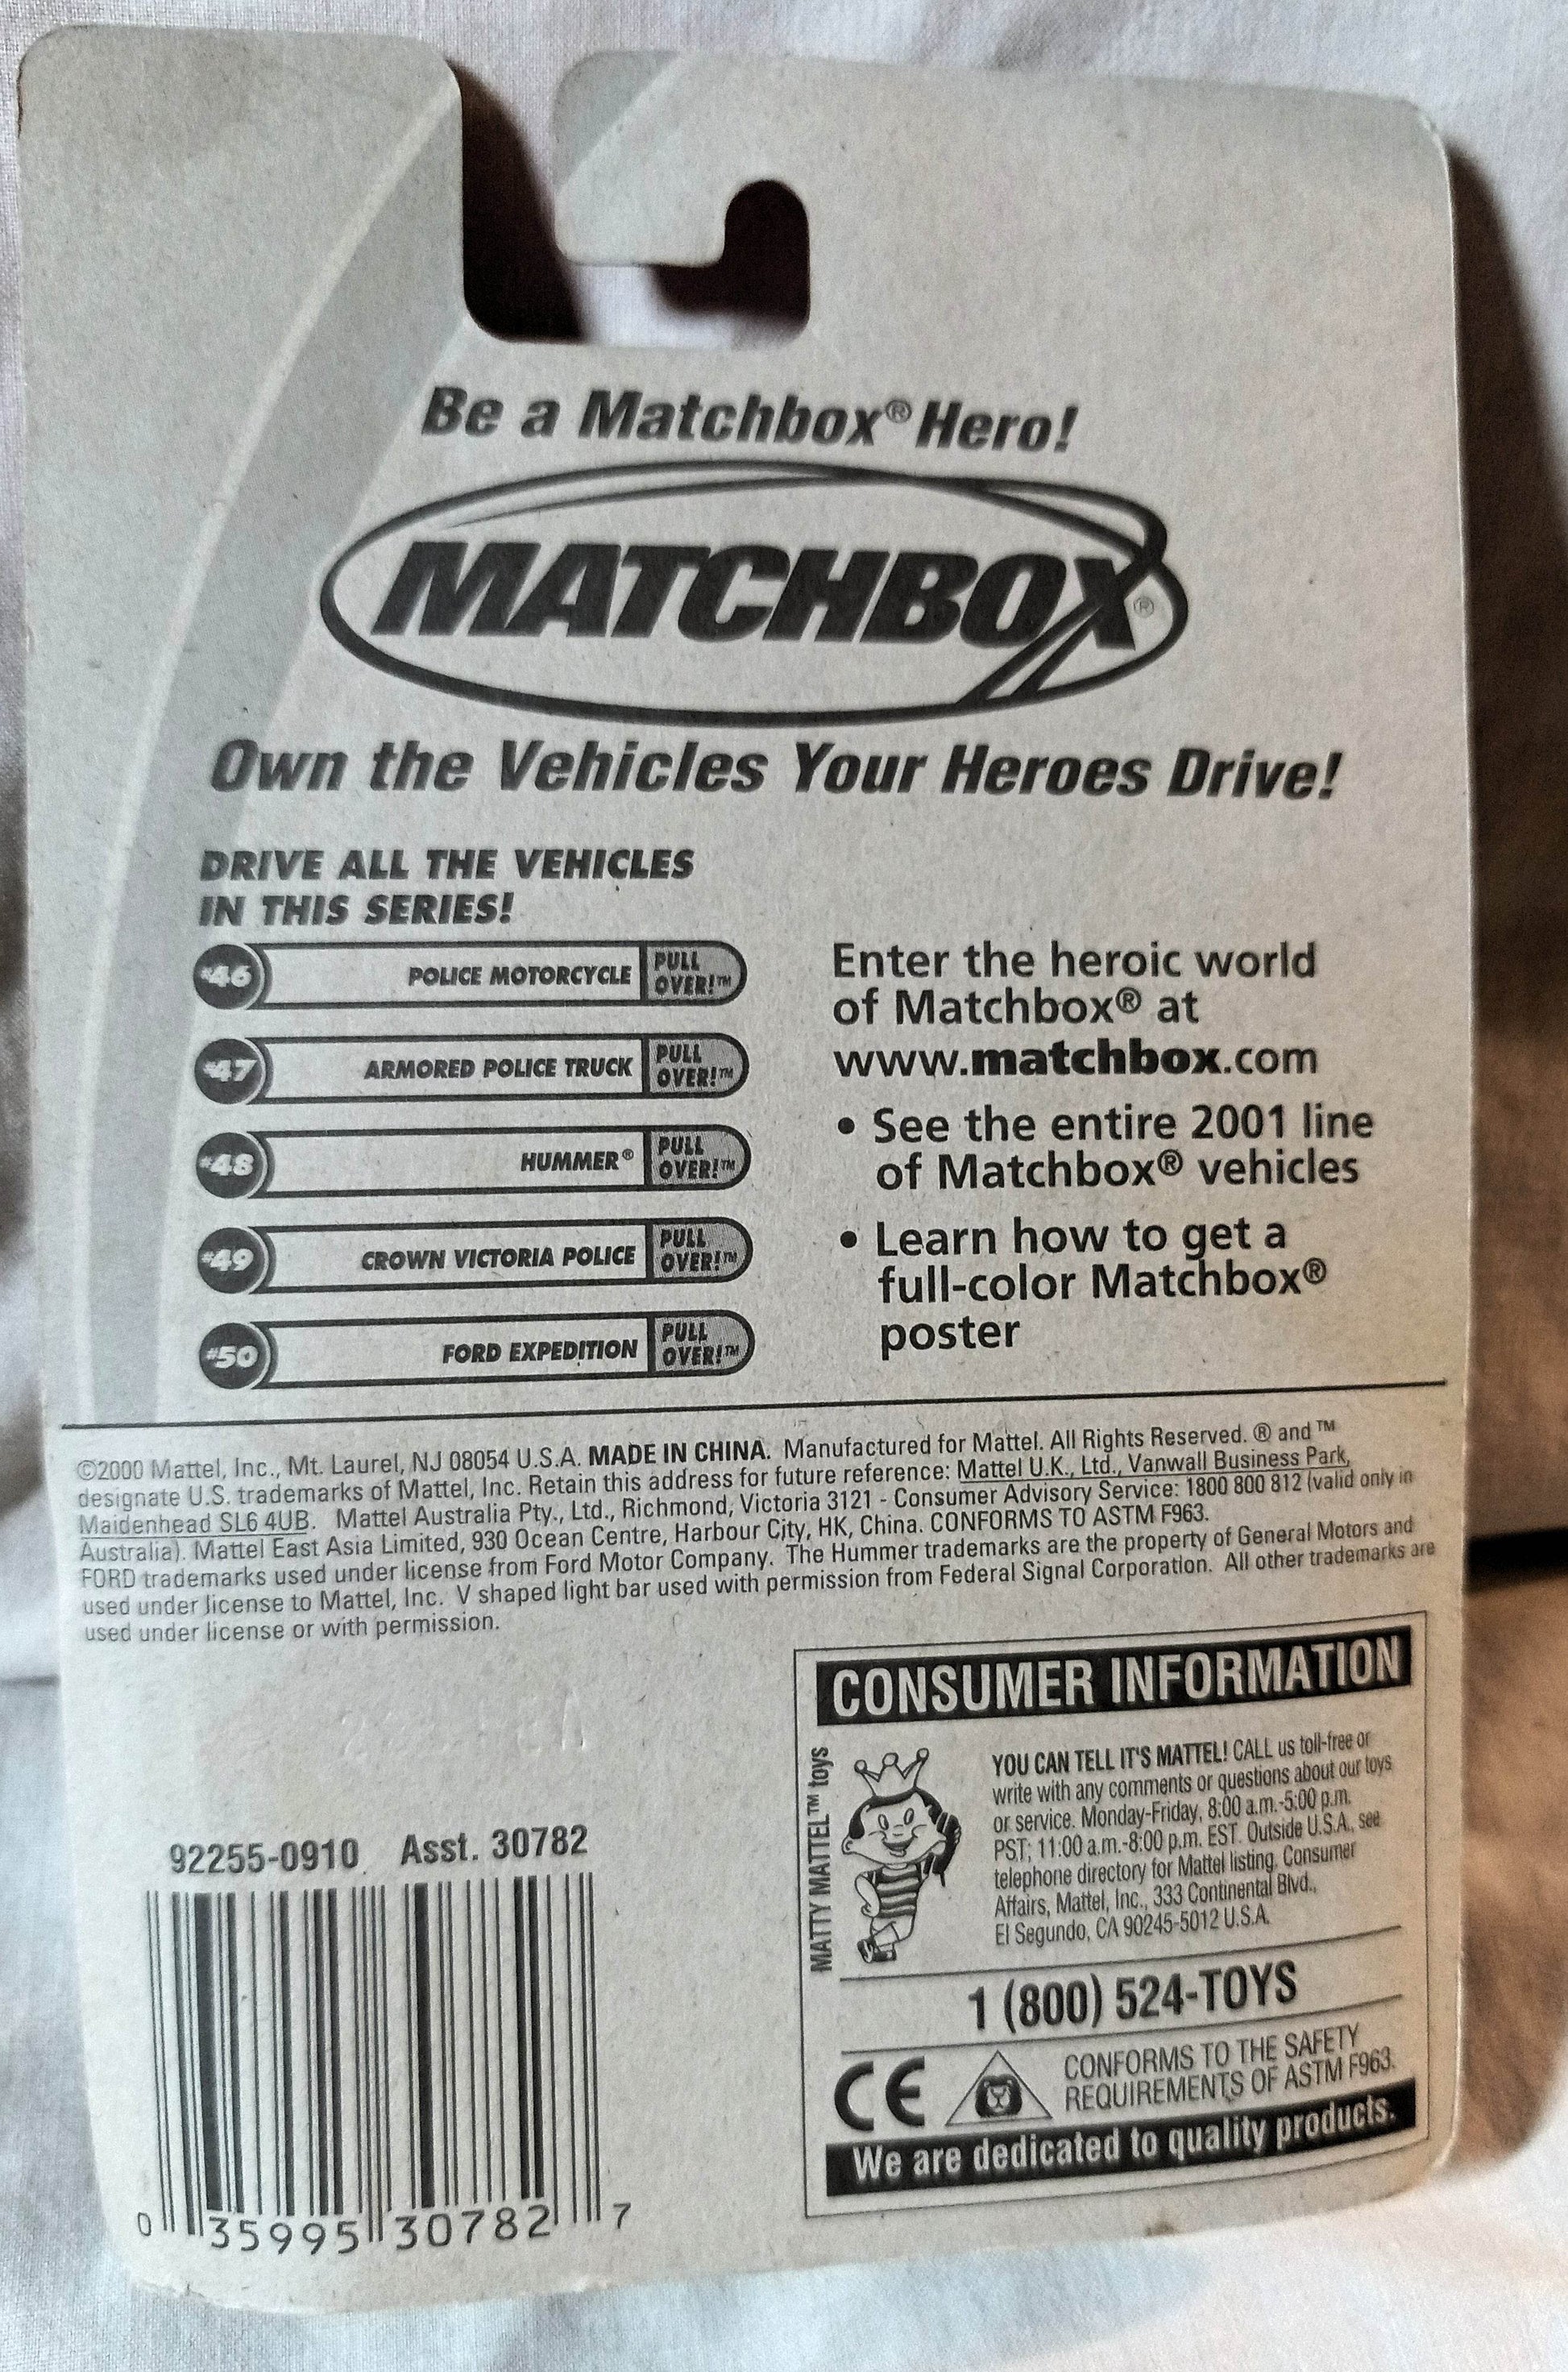 Be a Matchbox® Hero!
MATCHBOX®
Own the Vehicles Your Heroes Drive!
DRIVE ALL THE VEHICLES
IN THIS SERIES!
#46 POLICE MOTORCYCLE PULL OVER!™
#47 ARMORED POLICE TRUCK PULL OVER!™
#48 HUMMER® PULL OVER!™
#49 CROWN VICTORIA POLICE PULL OVER!™
#50 FORD EXPEDITION PULL OVER!™
Enter the heroic world
of Matchbox® at
www.matchbox.com
• See the entire 2001 line
of Matchbox® vehicles
• Learn how to get a
full-color Matchbox®
poster
©2000 Mattel, Inc., Mt. Laurel, NJ 08054 U.S.A. MADE IN CHINA. Manufactured for Mattel. All Rights Reserved. ® and ™
designate U.S. trademarks of Mattel, Inc. Retain this address for future reference: Mattel U.K., Ltd., Vanwall Business Park,
Maidenhead SL6 4UB. Mattel Australia Pty., Ltd., Richmond, Victoria 3121 - Consumer Advisory Service: 1800 800 812 (valid only in
Australia). Mattel East Asia Limited, 930 Ocean Centre, Harbour City, HK, China. CONFORMS TO ASTM F963.
FORD trademarks used under license from Ford Motor Company. The Hummer trademarks are the property of General Motors and
used under license to Mattel, Inc. V shaped light bar used with permission from Federal Signal Corporation. All other trademarks are
used under license or with permission.
92255-0910 Asst. 30782
0 35995 30782 7
CONSUMER INFORMATION
MATTY MATTEL™ toys
YOU CAN TELL IT'S MATTEL! CALL us toll-free or
write with any comments or questions about our toys
or service. Monday-Friday, 8:00 a.m.-5:00 p.m.
PST; 11:00 a.m.-8:00 p.m. EST. Outside U.S.A., see
telephone directory for Mattel listing. Consumer
Affairs, Mattel, Inc., 333 Continental Blvd.,
El Segundo, CA 90245-5012 U.S.A.
1 (800) 524-TOYS
CE
CONFORMS TO THE SAFETY
REQUIREMENTS OF ASTM F963.
We are dedicated to quality products.